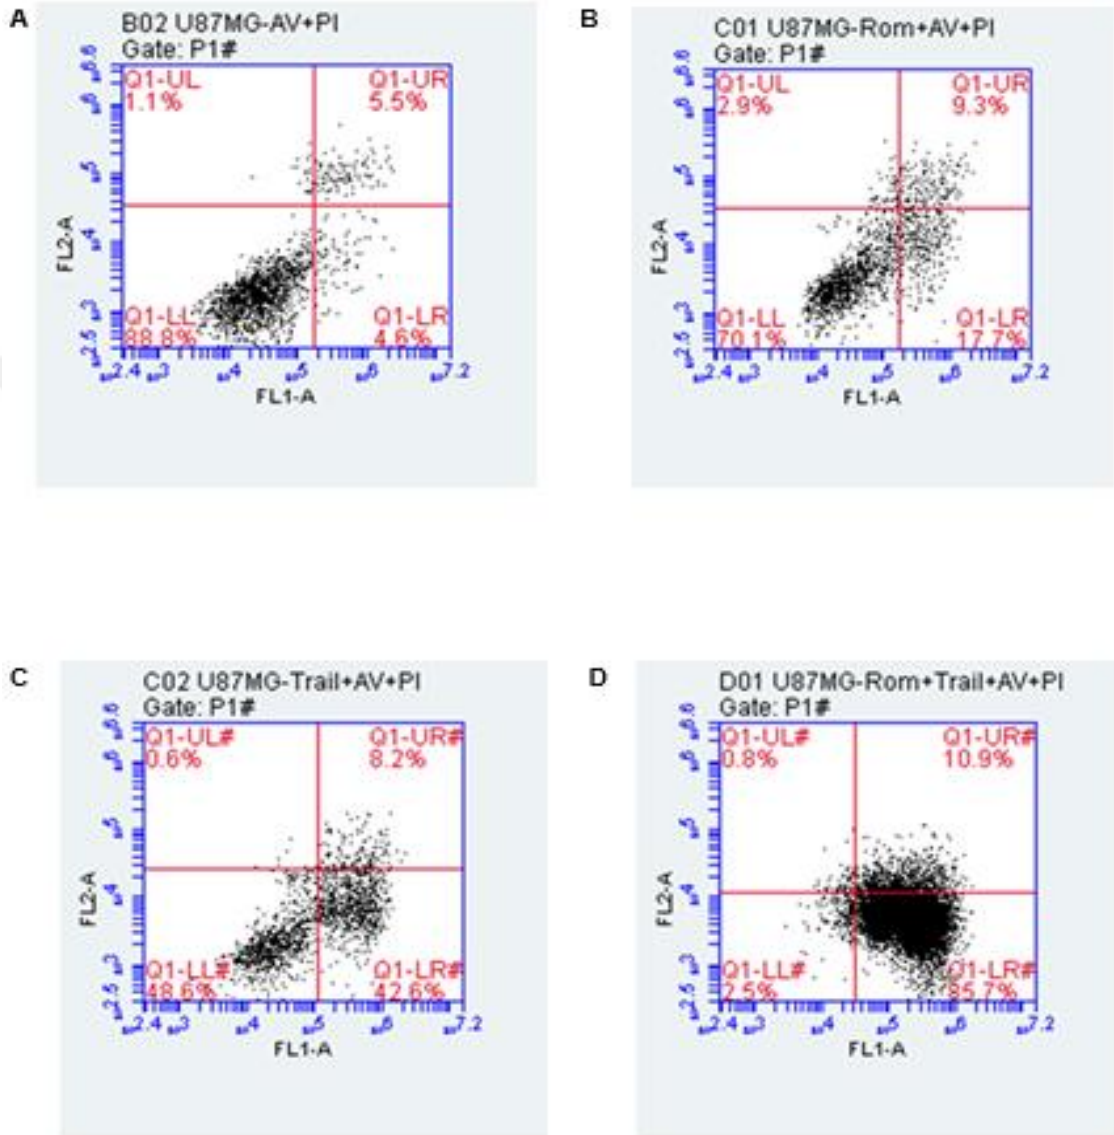 A
B02 U87MG-AV+PI
Gate: P1#
Q1-UL
1.1%
Q1-UR
5.5%
Q1-LL
88.8%
Q1-LR
4.6%
FL2-A
FL1-A
B
C01 U87MG-Rom+AV+PI
Gate: P1#
Q1-UL
2.9%
Q1-UR
9.3%
Q1-LL
70.1%
Q1-LR
17.7%
FL2-A
FL1-A
C
C02 U87MG-Trail+AV+PI
Gate: P1#
Q1-UL#
0.6%
Q1-UR#
8.2%
Q1-LL#
48.6%
Q1-LR#
42.6%
FL2-A
FL1-A
D
D01 U87MG-Rom+Trail+AV+PI
Gate: P1#
Q1-UL#
0.8%
Q1-UR#
10.9%
Q1-LL#
2.5%
Q1-LR#
85.7%
FL2-A
FL1-A